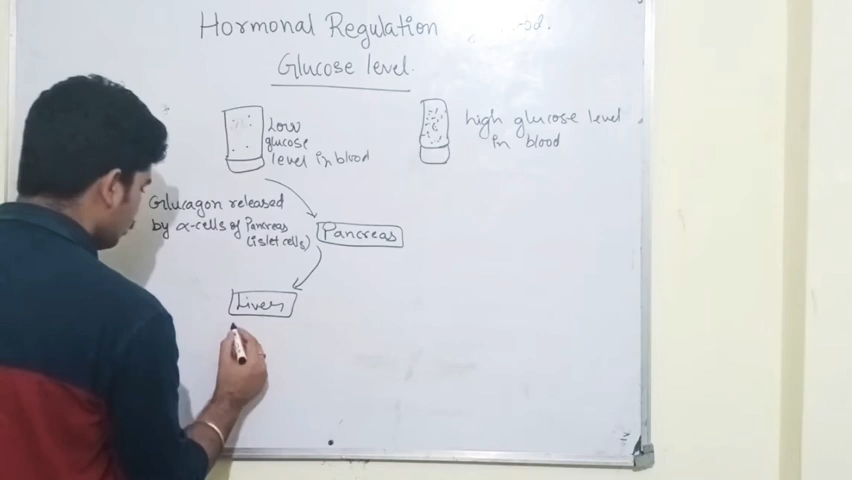 Hormonal Regulation
Glucose level.
Low
glucose
level in blood
high glucose level
in blood
Glucagon released
by α-cells of Pancreas
(islet cells)
Pancreas
Liver